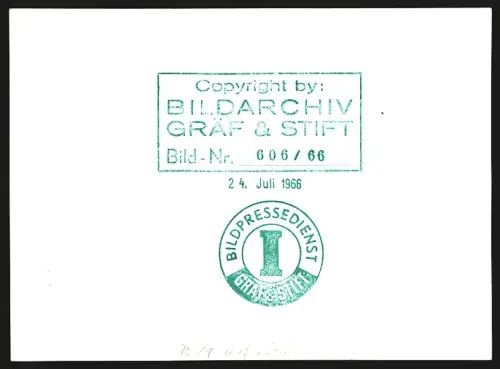 Copyright by:
BILDARCHIV
GRÄF & STIFT
Bild-Nr. 606/66
24. Juli 1966
BILDPRESSEDIENST
I
GRÄF & STIFT